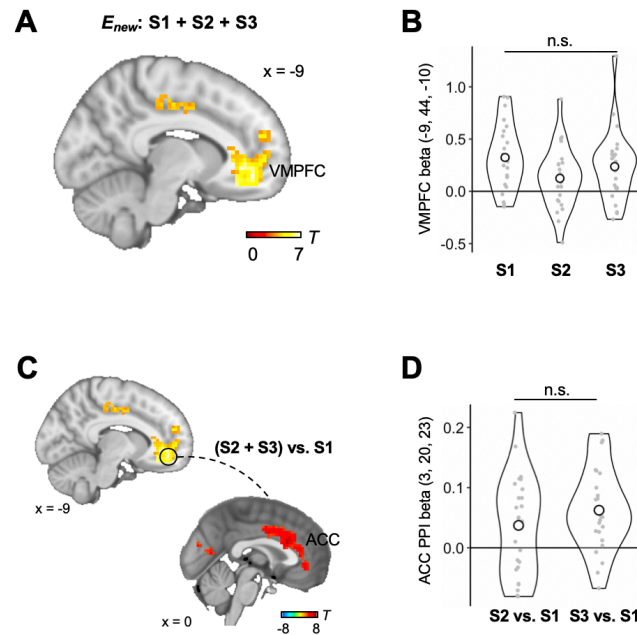 A
E_new: S1 + S2 + S3
x = -9
VMPFC
T
0 7
B
n.s.
VMPFC beta (-9, 44, -10)
1.0
0.5
0.0
-0.5
S1 S2 S3
C
(S2 + S3) vs. S1
x = -9
ACC
x = 0
T
-8 8
D
n.s.
ACC PPI beta (3, 20, 23)
0.2
0.1
0.0
S2 vs. S1 S3 vs. S1